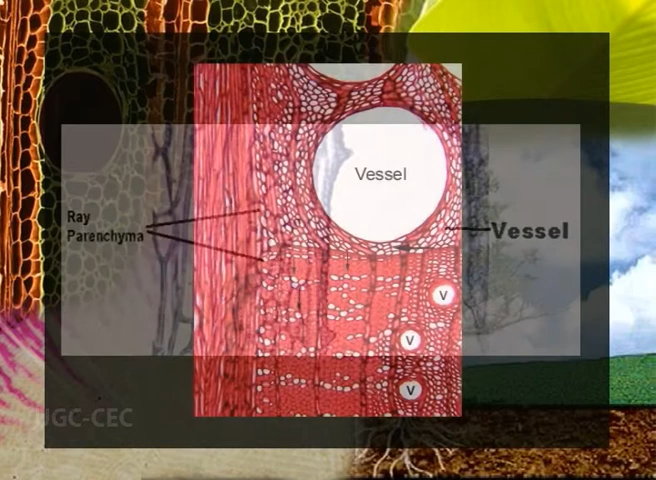 Vessel
Ray
Parenchyma
Vessel
V
V
V
UGC-CEC